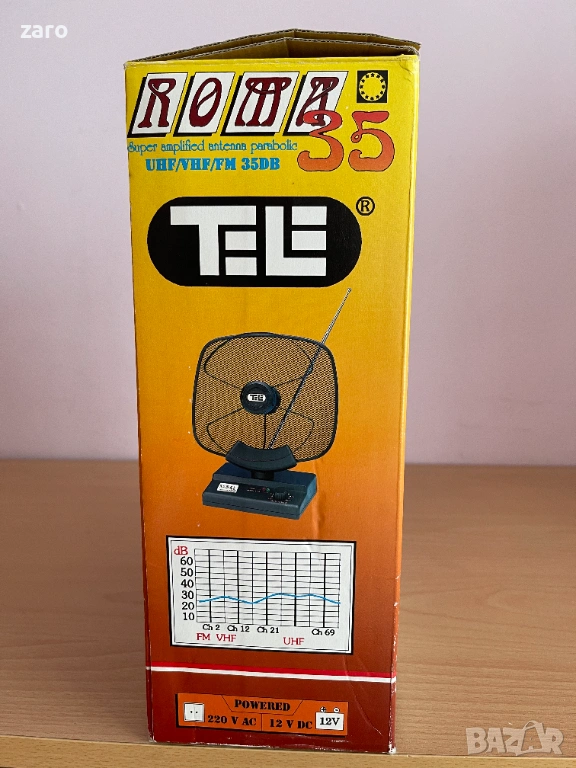 zaro
ROMA
35
Super amplified antenna parabolic
UHF/VHF/FM 35DB
TELE ®
TELE
dB
60
50
40
30
20
10
Ch 2 Ch 12 Ch 21 Ch 69
FM VHF UHF
POWERED
220 V AC 12 V DC 12V
BAZAR